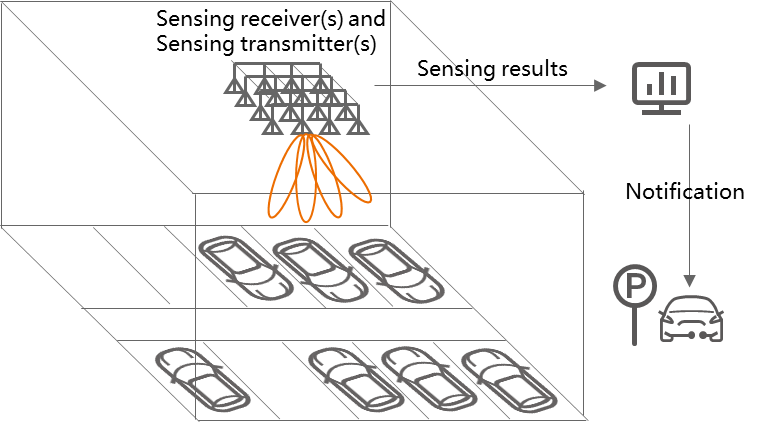 Sensing receiver(s) and
Sensing transmitter(s)
Sensing results
Notification
P